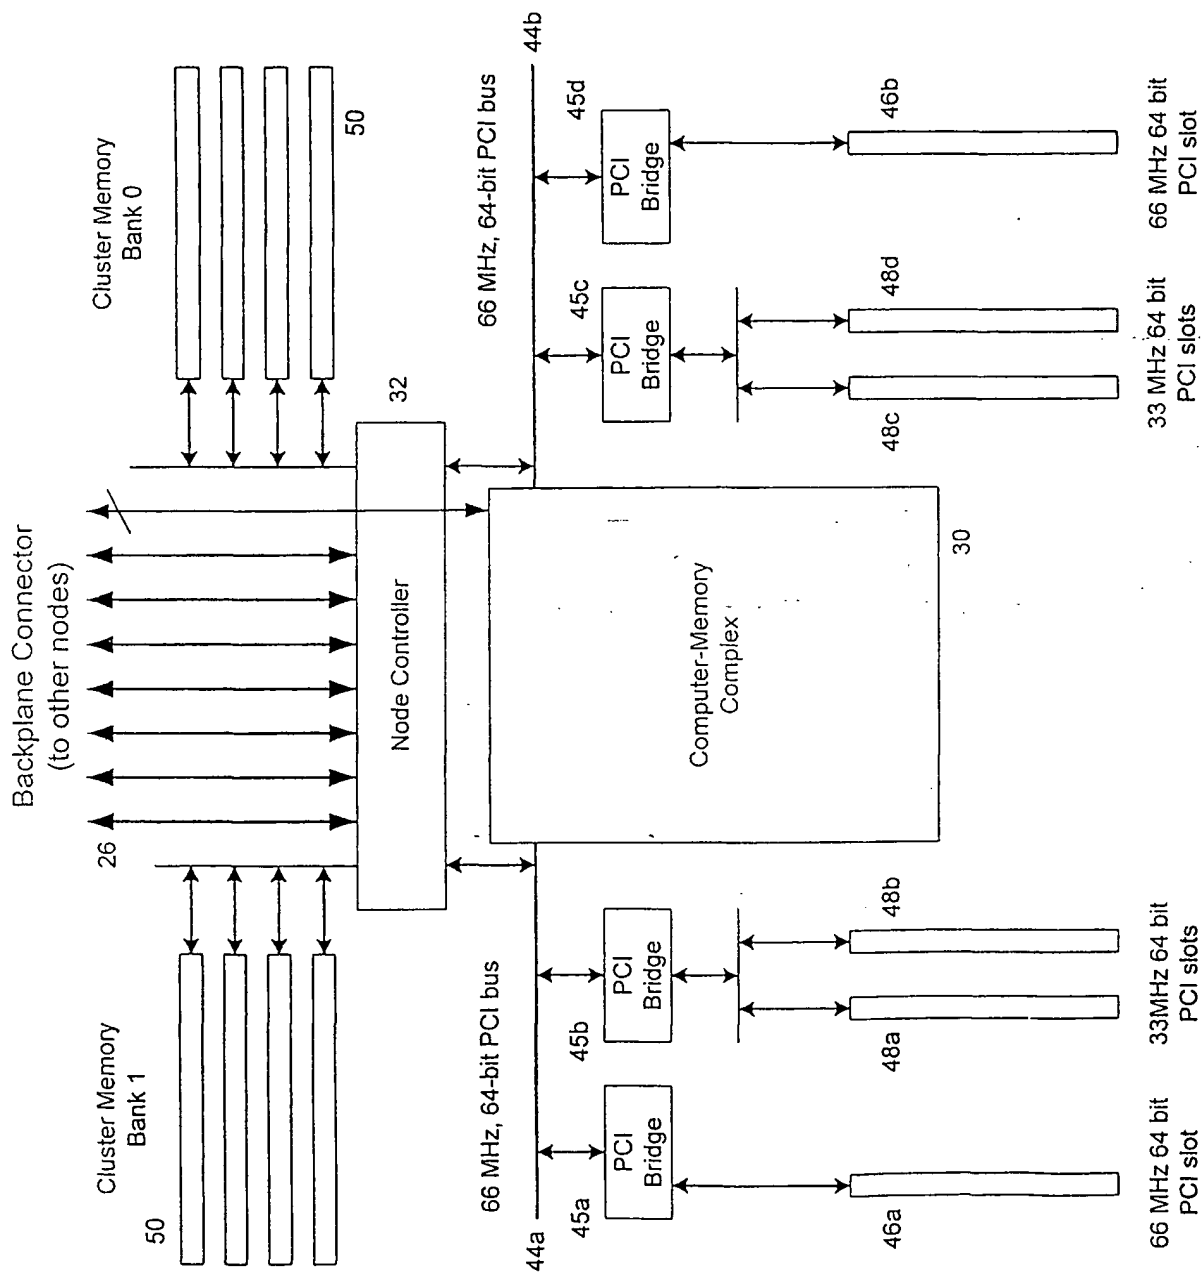 Backplane Connector
(to other nodes)
26
Cluster Memory
Bank 1
50
Cluster Memory
Bank 0
50
Node Controller
32
44a
66 MHz, 64-bit PCI bus
66 MHz, 64-bit PCI bus
44b
45a
PCI
Bridge
45b
PCI
Bridge
45c
PCI
Bridge
45d
PCI
Bridge
Computer-Memory
Complex
30
46a
48a
48b
48c
48d
46b
66 MHz 64 bit
PCI slot
33MHz 64 bit
PCI slots
33 MHz 64 bit
PCI slots
66 MHz 64 bit
PCI slot